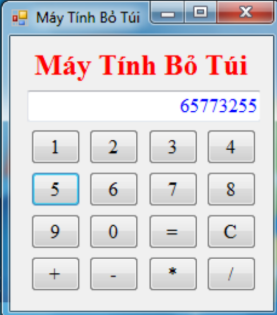 Máy Tính Bỏ Túi
Máy Tính Bỏ Túi
65773255
1 2 3 4
5 6 7 8
9 0 = C
+ - * /